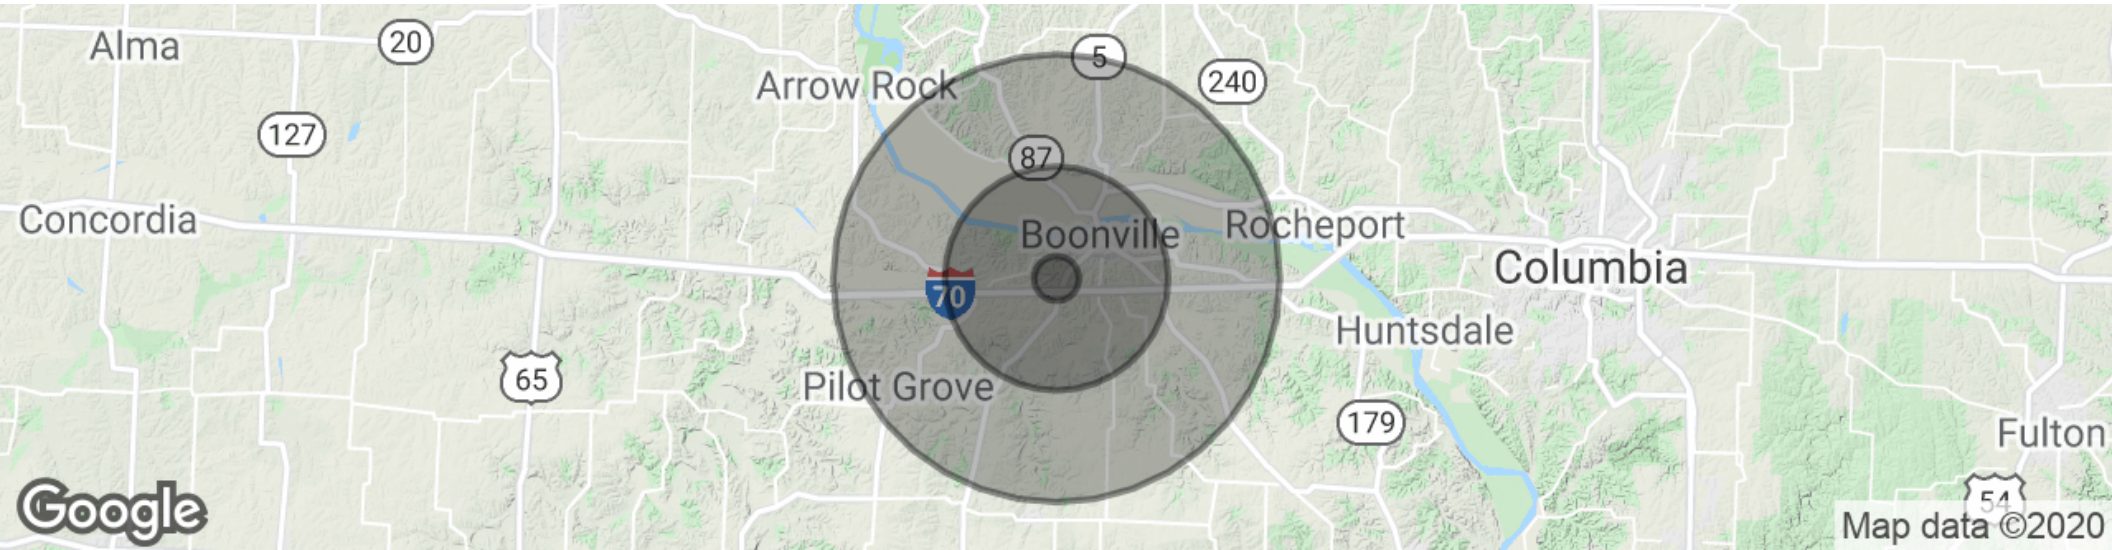 Alma
20
5
Arrow Rock
240
127
87
Concordia
Boonville
Rocheport
Columbia
70
Huntsdale
65
Pilot Grove
179
Fulton
54
Google
Map data ©2020